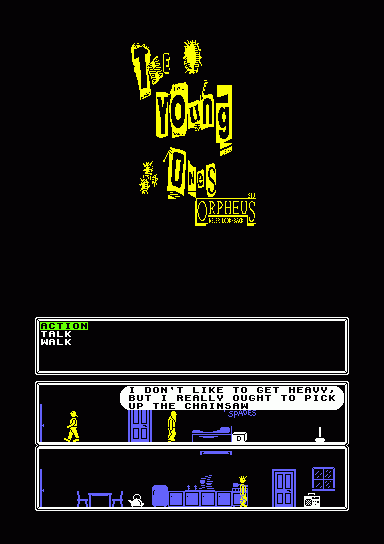 The
Young
Ones
ORPHEUS
ACTION
TALK
WALK
I DON'T LIKE TO GET HEAVY,
BUT I REALLY OUGHT TO PICK
UP THE CHAINSAW
SPADES